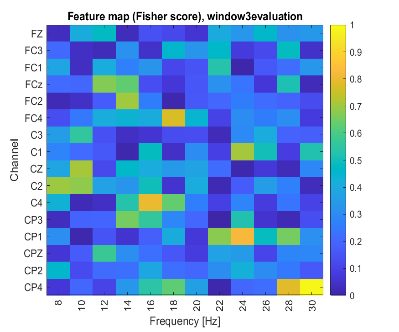 Feature map (Fisher score), window3evaluation
FZ
FC3
FC1
FCz
FC2
FC4
C3
C1
CZ
C2
C4
CP3
CP1
CPZ
CP2
CP4
Channel
8 10 12 14 16 18 20 22 24 26 28 30
Frequency [Hz]
1
0.9
0.8
0.7
0.6
0.5
0.4
0.3
0.2
0.1
0